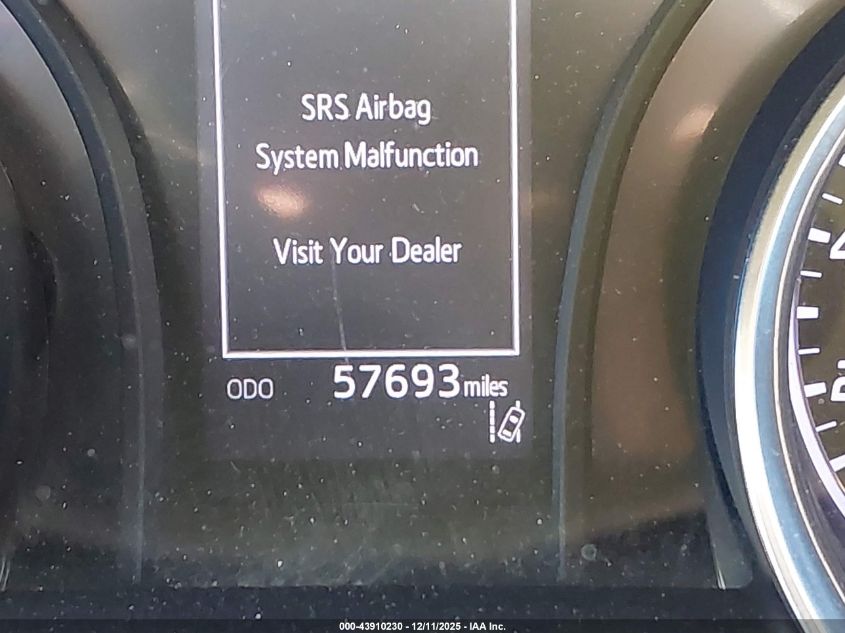 SRS Airbag
System Malfunction
Visit Your Dealer
ODO 57693 miles
000-43910230 - 12/11/2025 - IAA Inc.